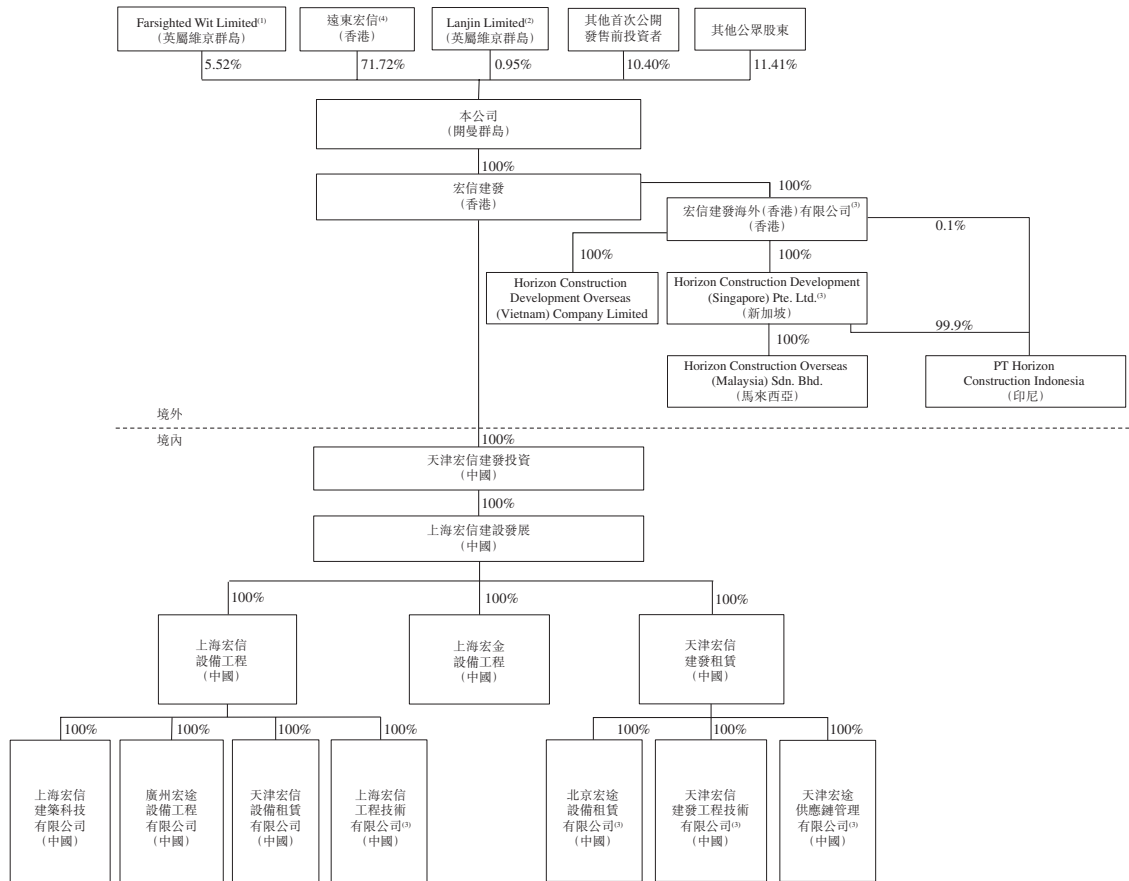 Farsighted Wit Limited(1)
(英屬維京群島)
遠東宏信(4)
(香港)
Lanjin Limited(2)
(英屬維京群島)
其他首次公開
發售前投資者
其他公眾股東
5.52%
71.72%
0.95%
10.40%
11.41%
本公司
(開曼群島)
100%
宏信建發
(香港)
100%
宏信建發海外(香港)有限公司(3)
(香港)
0.1%
100%
100%
Horizon Construction
Development Overseas
(Vietnam) Company Limited
Horizon Construction Development
(Singapore) Pte. Ltd.(3)
(新加坡)
99.9%
100%
Horizon Construction Overseas
(Malaysia) Sdn. Bhd.
(馬來西亞)
PT Horizon
Construction Indonesia
(印尼)
境外
境內
100%
天津宏信建發投資
(中國)
100%
上海宏信建設發展
(中國)
100%
100%
100%
上海宏信
設備工程
(中國)
上海宏金
設備工程
(中國)
天津宏信
建發租賃
(中國)
100%
100%
100%
100%
100%
100%
100%
上海宏信
建築科技
有限公司
(中國)
廣州宏途
設備工程
有限公司
(中國)
天津宏信
設備租賃
有限公司
(中國)
上海宏信
工程技術
有限公司(3)
(中國)
北京宏途
設備租賃
有限公司(3)
(中國)
天津宏信
建發工程技術
有限公司(3)
(中國)
天津宏途
供應鏈管理
有限公司(3)
(中國)